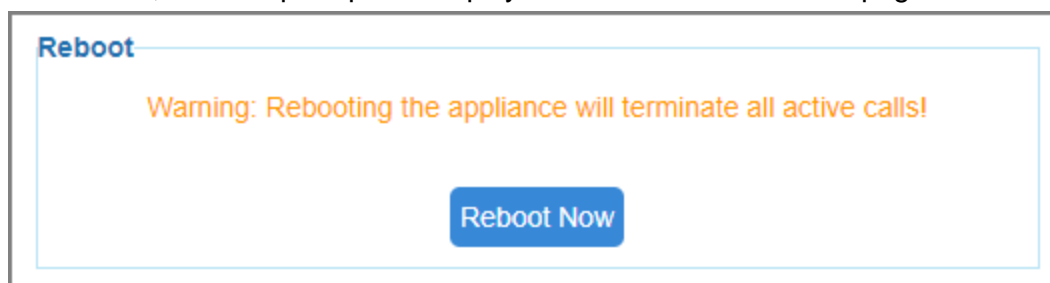 Reboot
Warning: Rebooting the appliance will terminate all active calls!
Reboot Now